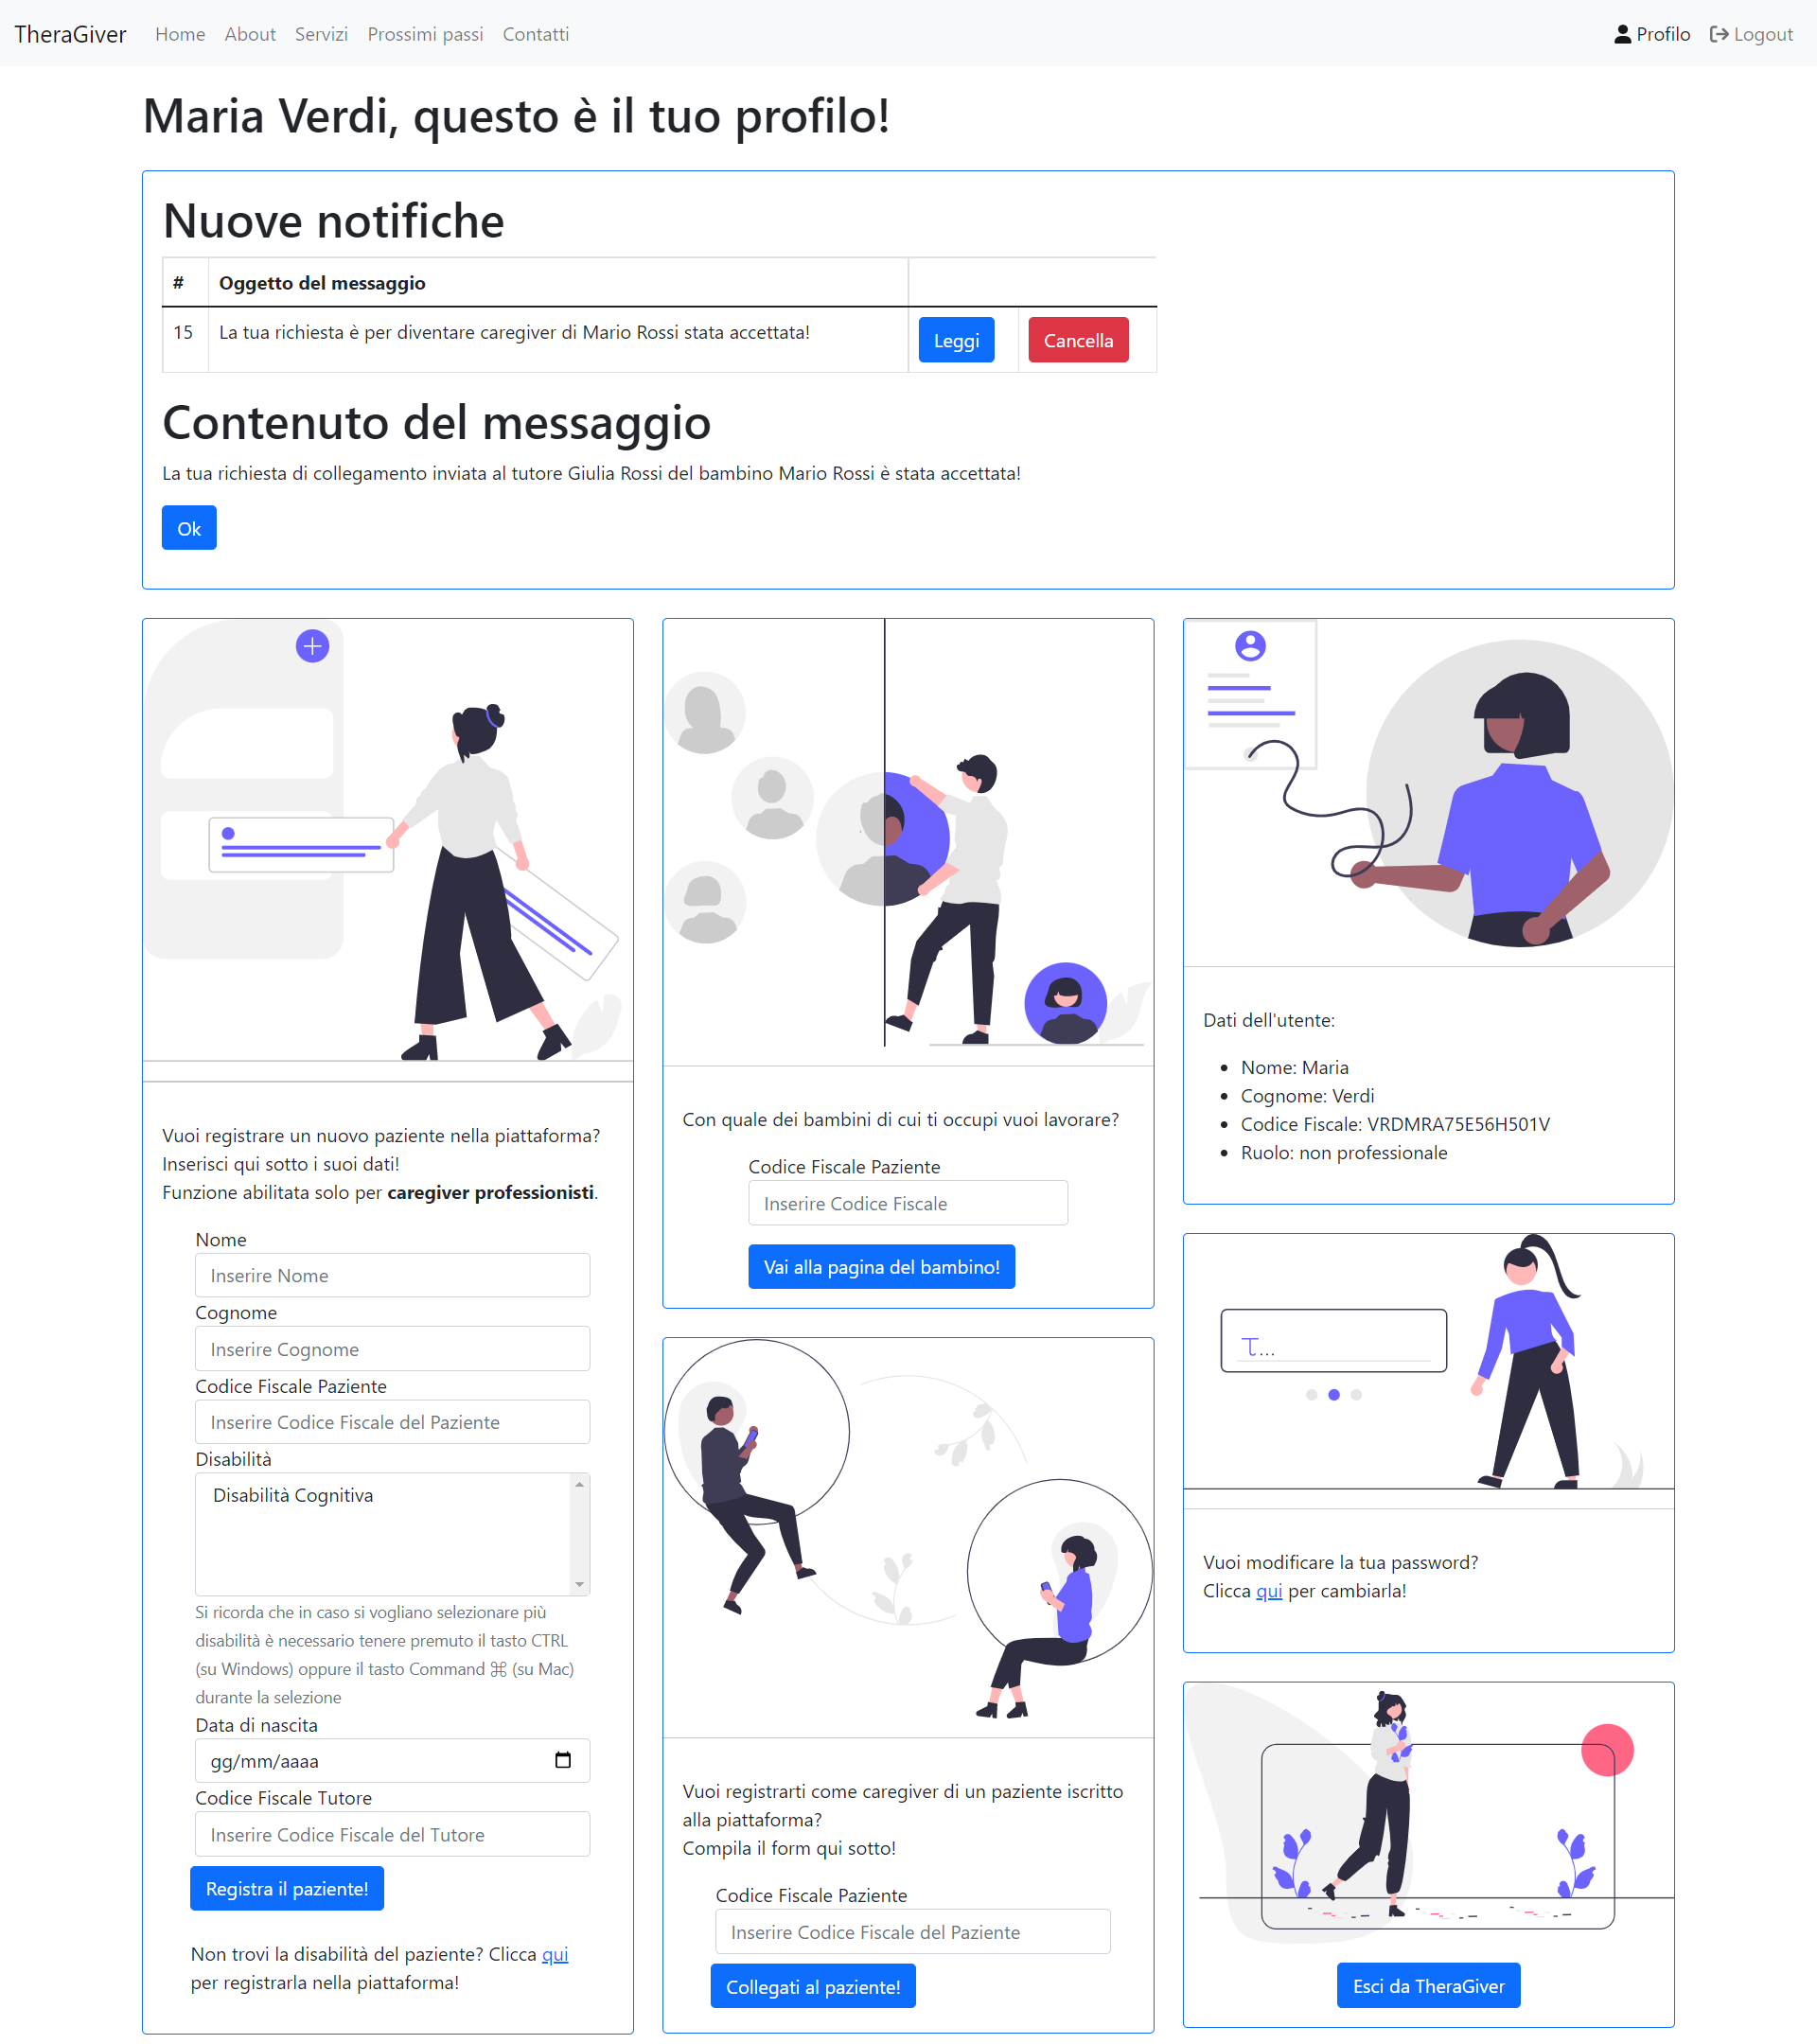 TheraGiver Home About Servizi Prossimi passi Contatti Profilo Logout
Maria Verdi, questo è il tuo profilo!
Nuove notifiche
# Oggetto del messaggio
15 La tua richiesta è per diventare caregiver di Mario Rossi stata accettata! Leggi Cancella
Contenuto del messaggio
La tua richiesta di collegamento inviata al tutore Giulia Rossi del bambino Mario Rossi è stata accettata!
Ok
Vuoi registrare un nuovo paziente nella piattaforma?
Inserisci qui sotto i suoi dati!
Funzione abilitata solo per caregiver professionisti.
Nome
Inserire Nome
Cognome
Inserire Cognome
Codice Fiscale Paziente
Inserire Codice Fiscale del Paziente
Disabilità
Disabilità Cognitiva
Si ricorda che in caso si vogliano selezionare più
disabilità è necessario tenere premuto il tasto CTRL
(su Windows) oppure il tasto Command ⌘ (su Mac)
durante la selezione
Data di nascita
gg/mm/aaaa
Codice Fiscale Tutore
Inserire Codice Fiscale del Tutore
Registra il paziente!
Non trovi la disabilità del paziente? Clicca qui
per registrarla nella piattaforma!
Con quale dei bambini di cui ti occupi vuoi lavorare?
Codice Fiscale Paziente
Inserire Codice Fiscale
Vai alla pagina del bambino!
Vuoi registrarti come caregiver di un paziente iscritto
alla piattaforma?
Compila il form qui sotto!
Codice Fiscale Paziente
Inserire Codice Fiscale del Paziente
Collegati al paziente!
Dati dell'utente:
• Nome: Maria
• Cognome: Verdi
• Codice Fiscale: VRDMRA75E56H501V
• Ruolo: non professionale
Vuoi modificare la tua password?
Clicca qui per cambiarla!
Esci da TheraGiver